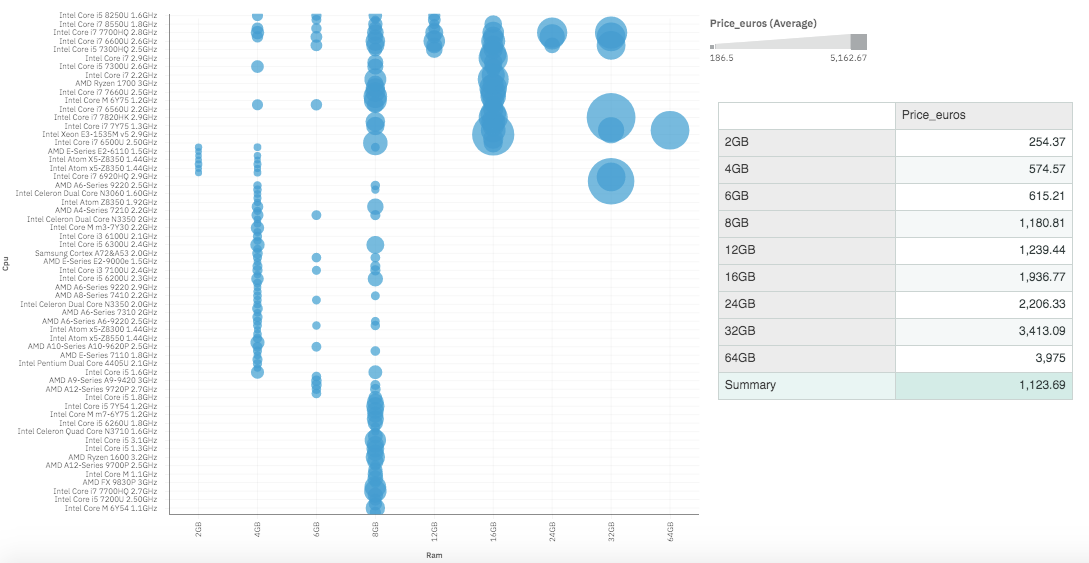 Intel Core i5 8250U 1.6GHz
Intel Core i7 8550U 1.8GHz
Intel Core i7 7700HQ 2.8GHz
Intel Core i7 6600U 2.6GHz
Intel Core i5 7300HQ 2.5GHz
Intel Core i7 2.9GHz
Intel Core i5 7300U 2.6GHz
Intel Core i7 2.2GHz
AMD Ryzen 1700 3GHz
Intel Core i7 7660U 2.5GHz
Intel Core M 6Y75 1.2GHz
Intel Core i7 6560U 2.2GHz
Intel Core i7 7820HK 2.9GHz
Intel Core i7 7Y75 1.3GHz
Intel Xeon E3-1535M v5 2.9GHz
Intel Core i7 6500U 2.50GHz
AMD E-Series E2-6110 1.5GHz
Intel Atom X5-Z8350 1.44GHz
Intel Atom x5-Z8350 1.44GHz
Intel Core i7 6920HQ 2.9GHz
AMD A6-Series 9220 2.5GHz
Intel Celeron Dual Core N3060 1.60GHz
Intel Atom Z8350 1.92GHz
AMD A4-Series 7210 2.2GHz
Intel Celeron Dual Core N3350 2GHz
Intel Core M m3-7Y30 2.2GHz
Intel Core i3 6100U 2.1GHz
Intel Core i5 6300U 2.4GHz
Samsung Cortex A72&A53 2.0GHz
AMD E-Series E2-9000e 1.5GHz
Intel Core i3 7100U 2.4GHz
Intel Core i5 6200U 2.3GHz
AMD A6-Series 9220 2.9GHz
AMD A8-Series 7410 2.2GHz
Intel Celeron Dual Core N3350 2.0GHz
AMD A6-Series 7310 2GHz
AMD A6-Series A6-9220 2.5GHz
Intel Atom x5-Z8300 1.44GHz
Intel Atom x5-Z8550 1.44GHz
AMD A10-Series A10-9620P 2.5GHz
AMD E-Series 7110 1.8GHz
Intel Pentium Dual Core 4405U 2.1GHz
Intel Core i5 1.6GHz
AMD A9-Series A9-9420 3GHz
AMD A12-Series 9720P 2.7GHz
Intel Core i5 1.8GHz
Intel Core i5 7Y54 1.2GHz
Intel Core M m7-6Y75 1.2GHz
Intel Core i5 6260U 1.8GHz
Intel Celeron Quad Core N3710 1.6GHz
Intel Core i5 3.1GHz
Intel Core i5 1.3GHz
AMD Ryzen 1600 3.2GHz
AMD A12-Series 9700P 2.5GHz
Intel Core M 1.1GHz
AMD FX 9830P 3GHz
Intel Core i7 7700HQ 2.7GHz
Intel Core i5 7200U 2.50GHz
Intel Core M 6Y54 1.1GHz
Cpu
2GB 4GB 6GB 8GB 12GB 16GB 24GB 32GB 64GB
Ram
Price_euros (Average)
186.5 5,162.67
Price_euros
2GB 254.37
4GB 574.57
6GB 615.21
8GB 1,180.81
12GB 1,239.44
16GB 1,936.77
24GB 2,206.33
32GB 3,413.09
64GB 3,975
Summary 1,123.69